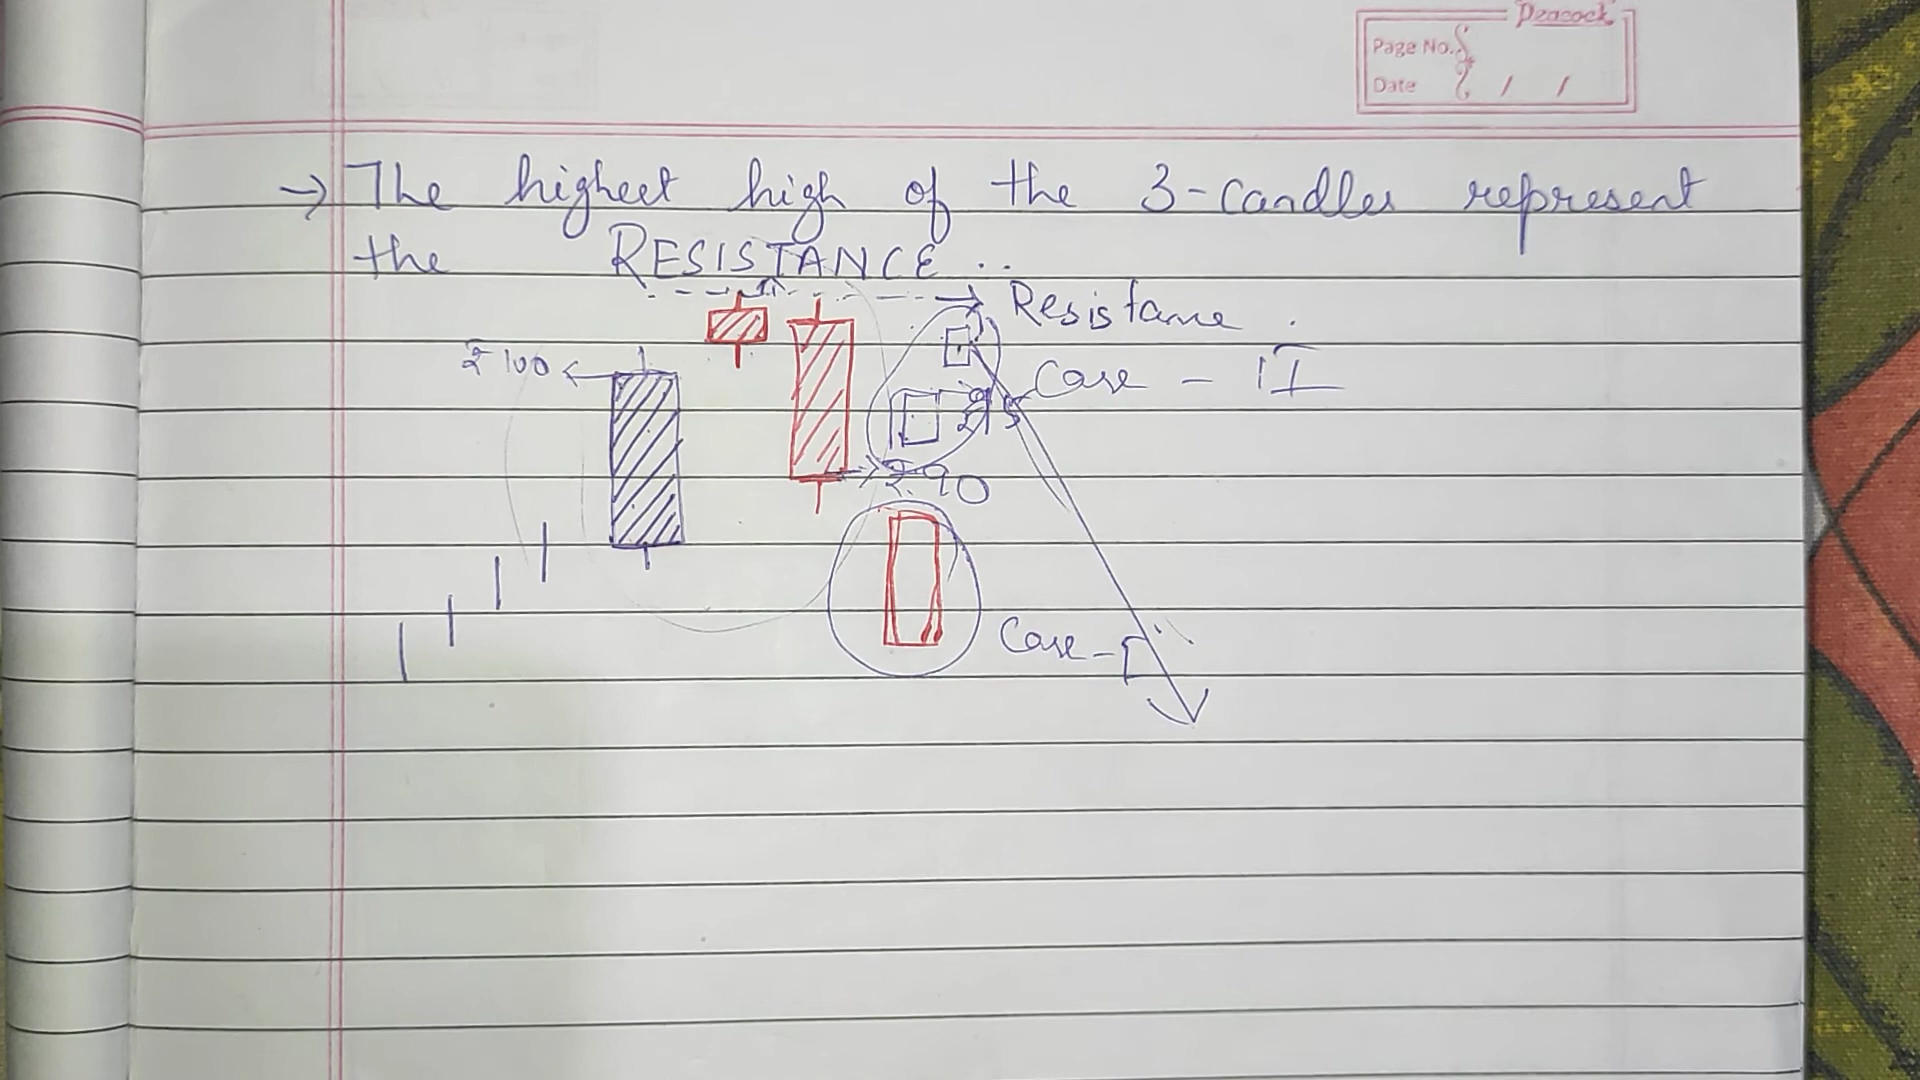 Peacock
Page No.
Date / /
→ The highest high of the 3-candles represent
the RESISTANCE..
Resistance.
₹100
Case - II
95
₹90
Case - I